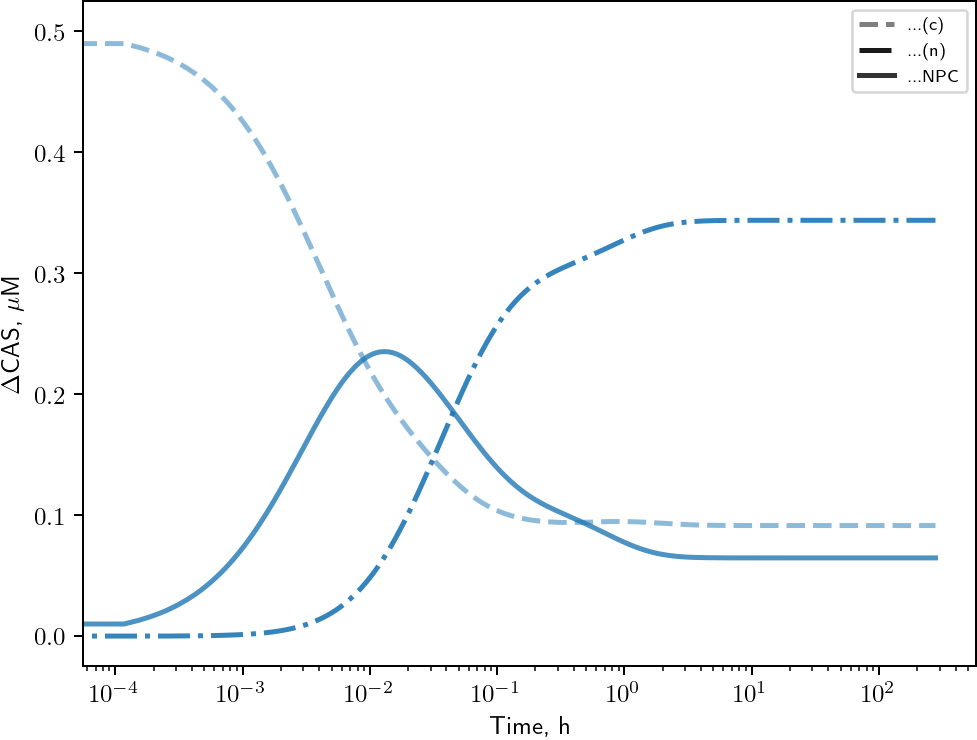 0.5
0.4
0.3
0.2
0.1
0.0
ΔCAS, μM
10⁻⁴ 10⁻³ 10⁻² 10⁻¹ 10⁰ 10¹ 10²
Time, h
...(c)
...(n)
...NPC